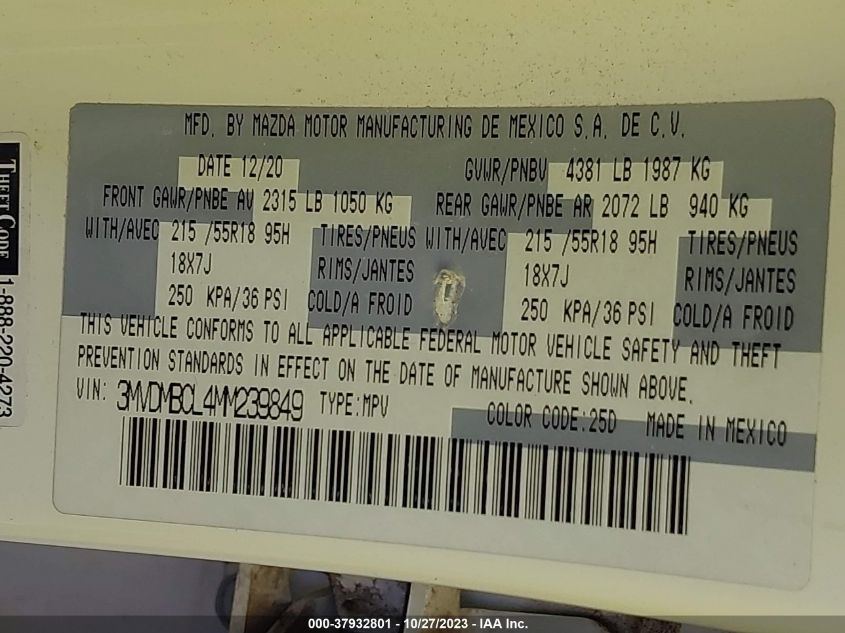 MFD. BY MAZDA MOTOR MANUFACTURING DE MEXICO S.A. DE C.V.
DATE 12/20 GVWR/PNBV 4381 LB 1987 KG
FRONT GAWR/PNBE AV 2315 LB 1050 KG REAR GAWR/PNBE AR 2072 LB 940 KG
WITH/AVEC 215 /55R18 95H TIRES/PNEUS WITH/AVEC 215 /55R18 95H TIRES/PNEUS
18X7J RIMS/JANTES 18X7J RIMS/JANTES
250 KPA/36 PSI COLD/A FROID 250 KPA/36 PSI COLD/A FROID
THIS VEHICLE CONFORMS TO ALL APPLICABLE FEDERAL MOTOR VEHICLE SAFETY AND THEFT
PREVENTION STANDARDS IN EFFECT ON THE DATE OF MANUFACTURE SHOWN ABOVE.
VIN: 3MVDMBCL4MM239849 TYPE:MPV COLOR CODE:25D MADE IN MEXICO
THEFT CODE
1-888-220-4273
000-37932801 - 10/27/2023 - IAA Inc.